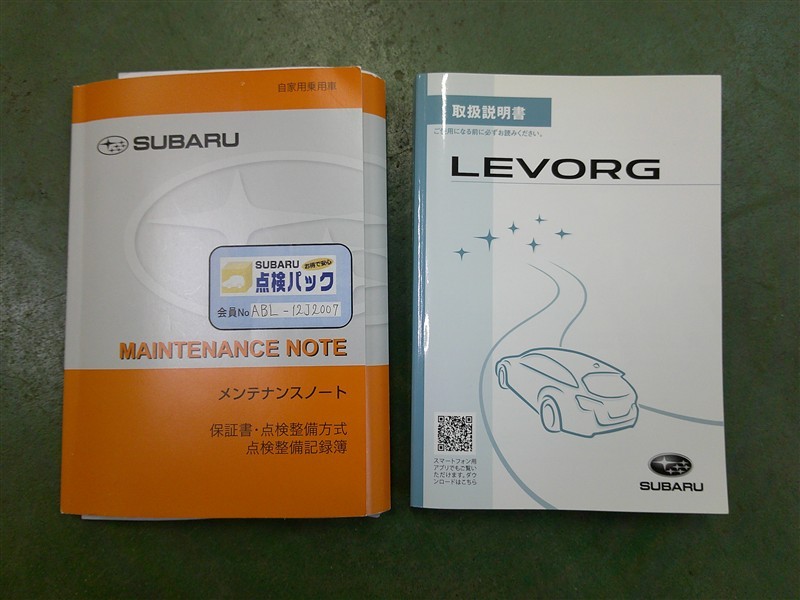 自家用乗用車
SUBARU
SUBARU お得で安心
点検パック
会員No ABL-12J2007
MAINTENANCE NOTE
メンテナンスノート
保証書・点検整備方式
点検整備記録簿
取扱説明書
ご使用になる前に必ずお読みください。
LEVORG
スマートフォン用
アプリでもご覧い
ただけます。ダウ
ンロードはこちら
SUBARU